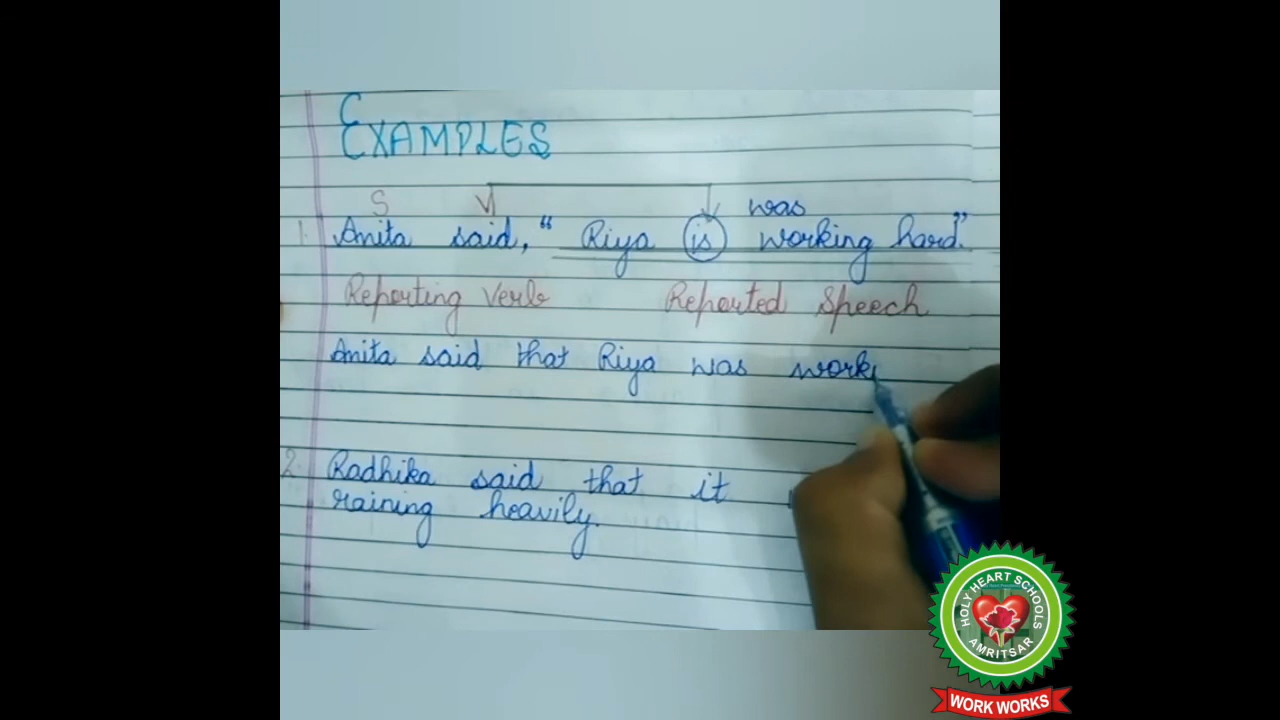 C
EXAMPLES
S V was
1. Anita said, “ Riya is working hard.”
Reporting Verb Reported Speech
Anita said that Riya was worki
2. Radhika said that it
raining heavily.
HOLY HEART SCHOOLS
AMRITSAR
WORK WORKS